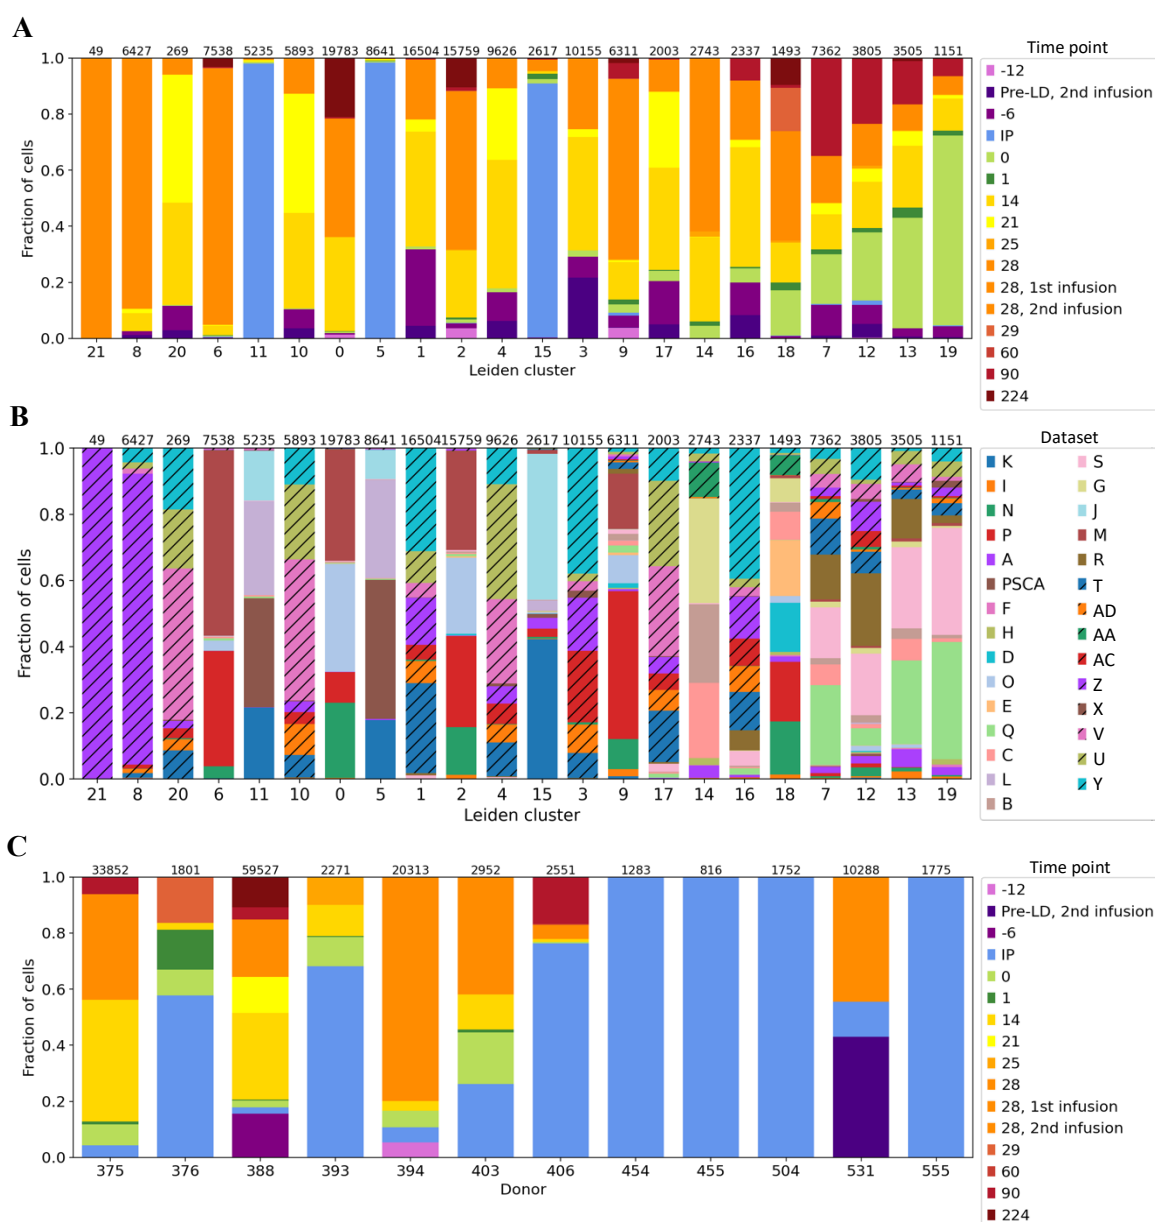 A
49 6427 269 7538 5235 5893 19783 8641 16504 15759 9626 2617 10155 6311 2003 2743 2337 1493 7362 3805 3505 1151
1.0
0.8
0.6
0.4
0.2
0.0
Fraction of cells
21 8 20 6 11 10 0 5 1 2 4 15 3 9 17 14 16 18 7 12 13 19
Leiden cluster
Time point
-12
Pre-LD, 2nd infusion
-6
IP
0
1
14
21
25
28
28, 1st infusion
28, 2nd infusion
29
60
90
224
B
49 6427 269 7538 5235 5893 19783 8641 16504 15759 9626 2617 10155 6311 2003 2743 2337 1493 7362 3805 3505 1151
1.0
0.8
0.6
0.4
0.2
0.0
Fraction of cells
21 8 20 6 11 10 0 5 1 2 4 15 3 9 17 14 16 18 7 12 13 19
Leiden cluster
Dataset
K
I
N
P
A
PSCA
F
H
D
O
E
Q
C
L
B
S
G
J
M
R
T
AD
AA
AC
Z
X
V
U
Y
C
33852 1801 59527 2271 20313 2952 2551 1283 816 1752 10288 1775
1.0
0.8
0.6
0.4
0.2
0.0
Fraction of cells
375 376 388 393 394 403 406 454 455 504 531 555
Donor
Time point
-12
Pre-LD, 2nd infusion
-6
IP
0
1
14
21
25
28
28, 1st infusion
28, 2nd infusion
29
60
90
224